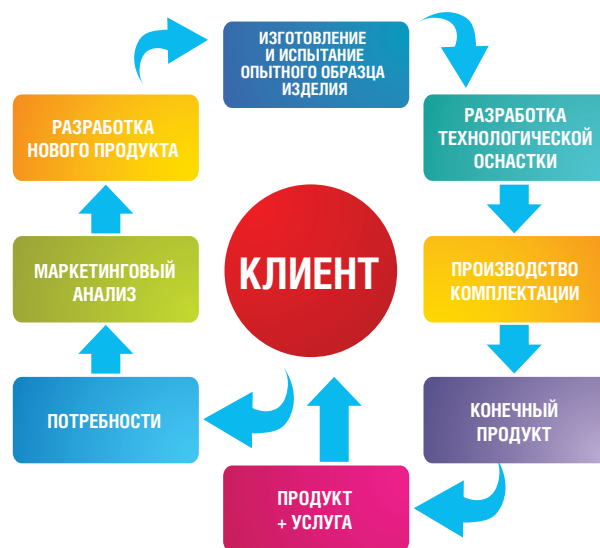 ИЗГОТОВЛЕНИЕ
И ИСПЫТАНИЕ
ОПЫТНОГО ОБРАЗЦА
ИЗДЕЛИЯ
РАЗРАБОТКА
НОВОГО ПРОДУКТА
РАЗРАБОТКА
ТЕХНОЛОГИЧЕСКОЙ
ОСНАСТКИ
МАРКЕТИНГОВЫЙ
АНАЛИЗ
КЛИЕНТ
ПРОИЗВОДСТВО
КОМПЛЕКТАЦИИ
ПОТРЕБНОСТИ
КОНЕЧНЫЙ
ПРОДУКТ
ПРОДУКТ
+ УСЛУГА